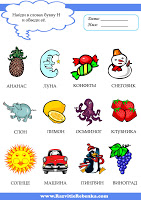 Найди в словах букву Н
и обведи её.
Имя:
АНАНАС ЛУНА КОНФЕТЫ СНЕГОВИК
СЛОН ЛИМОН ОСЬМИНОГ КЛУБНИКА
СОЛНЦЕ МАШИНА ПИНГВИН ВИНОГРАД
www.RazvitieRebenka.com